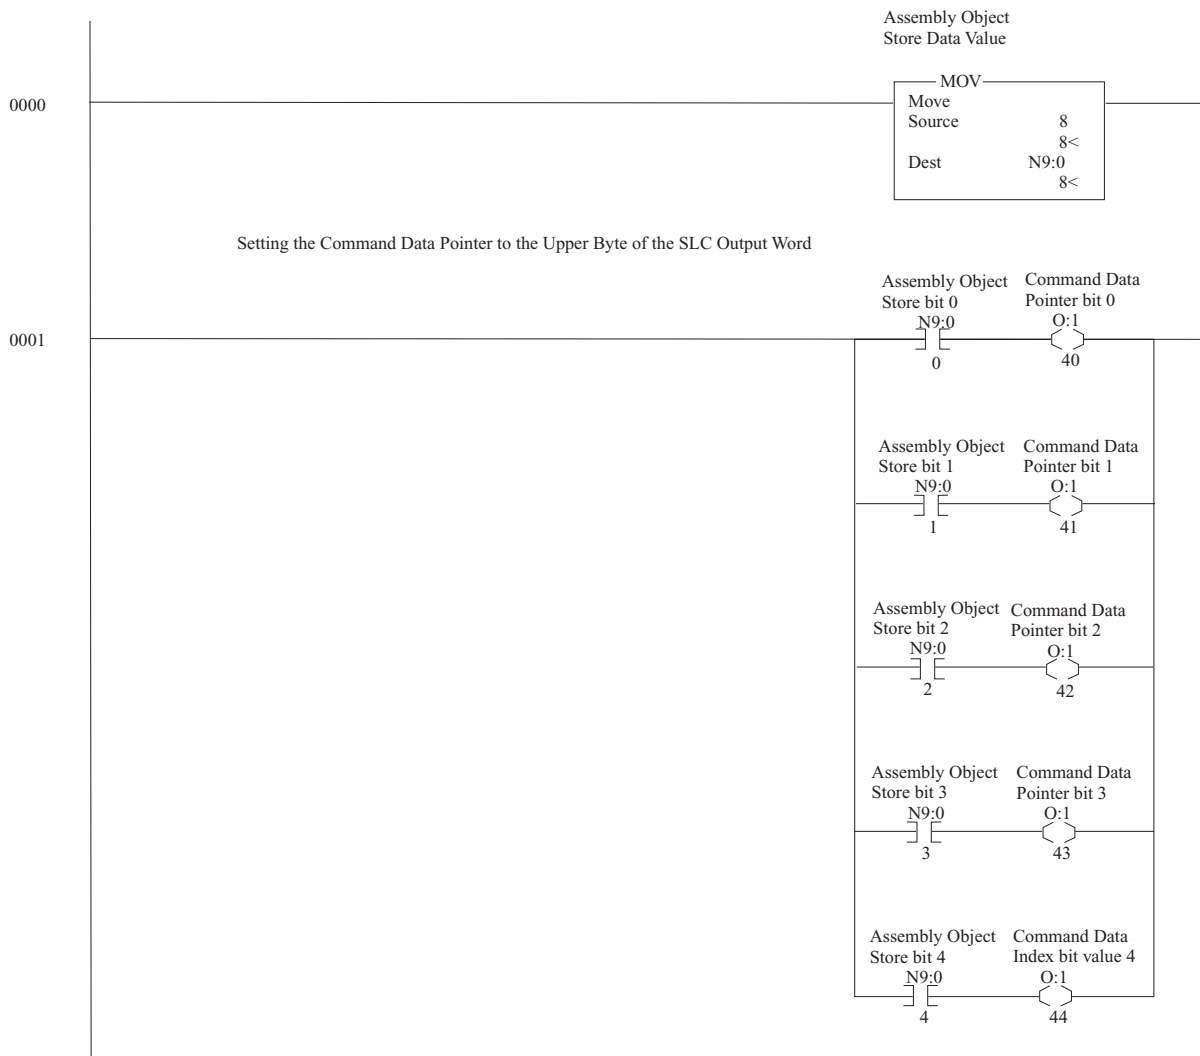 Assembly Object
Store Data Value
MOV
0000
Move
Source 8
8<
Dest N9:0
8<
Setting the Command Data Pointer to the Upper Byte of the SLC Output Word
Assembly Object Command Data
Store bit 0 Pointer bit 0
N9:0 O:1
0001
0 40
Assembly Object Command Data
Store bit 1 Pointer bit 1
N9:0 O:1
1 41
Assembly Object Command Data
Store bit 2 Pointer bit 2
N9:0 O:1
2 42
Assembly Object Command Data
Store bit 3 Pointer bit 3
N9:0 O:1
3 43
Assembly Object Command Data
Store bit 4 Index bit value 4
N9:0 O:1
4 44